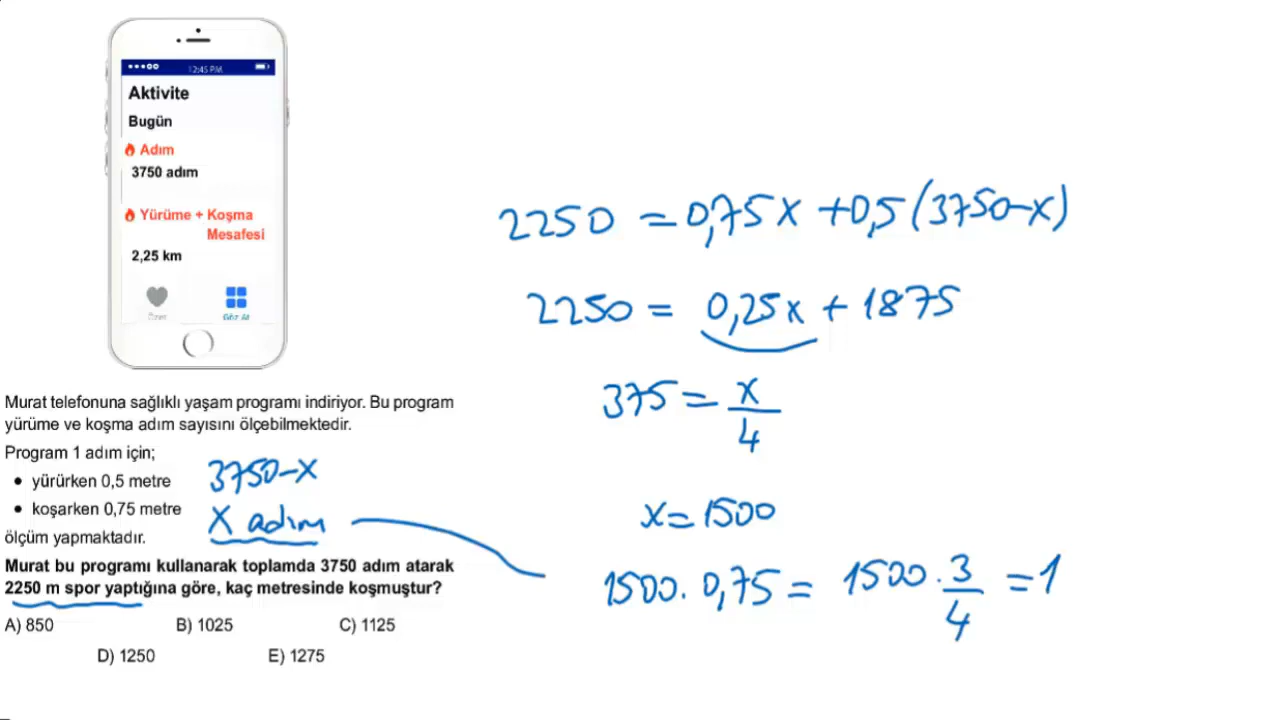 12:45 PM
Aktivite
Bugün
Adım
3750 adım
Yürüme + Koşma
Mesafesi
2,25 km
Özet
Göz At
Murat telefonuna sağlıklı yaşam programı indiriyor. Bu program
yürüme ve koşma adım sayısını ölçebilmektedir.
Program 1 adım için;
• yürürken 0,5 metre 3750-x
• koşarken 0,75 metre x adım
ölçüm yapmaktadır.
Murat bu programı kullanarak toplamda 3750 adım atarak
2250 m spor yaptığına göre, kaç metresinde koşmuştur?
A) 850 B) 1025 C) 1125
D) 1250 E) 1275
2250 = 0,75x + 0,5(3750-x)
2250 = 0,25x + 1875
375 = x/4
x = 1500
1500 . 0,75 = 1500 . 3/4 = 1